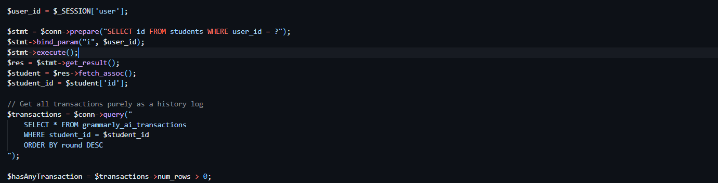 $user_id = $_SESSION['user'];
$stmt = $conn->prepare("SELECT id FROM students WHERE user_id = ?");
$stmt->bind_param("i", $user_id);
$stmt->execute();
$res = $stmt->get_result();
$student = $res->fetch_assoc();
$student_id = $student['id'];
// Get all transactions purely as a history log
$transactions = $conn->query("
SELECT * FROM grammarly_ai_transactions
WHERE student_id = $student_id
ORDER BY round DESC
");
$hasAnyTransaction = $transactions->num_rows > 0;